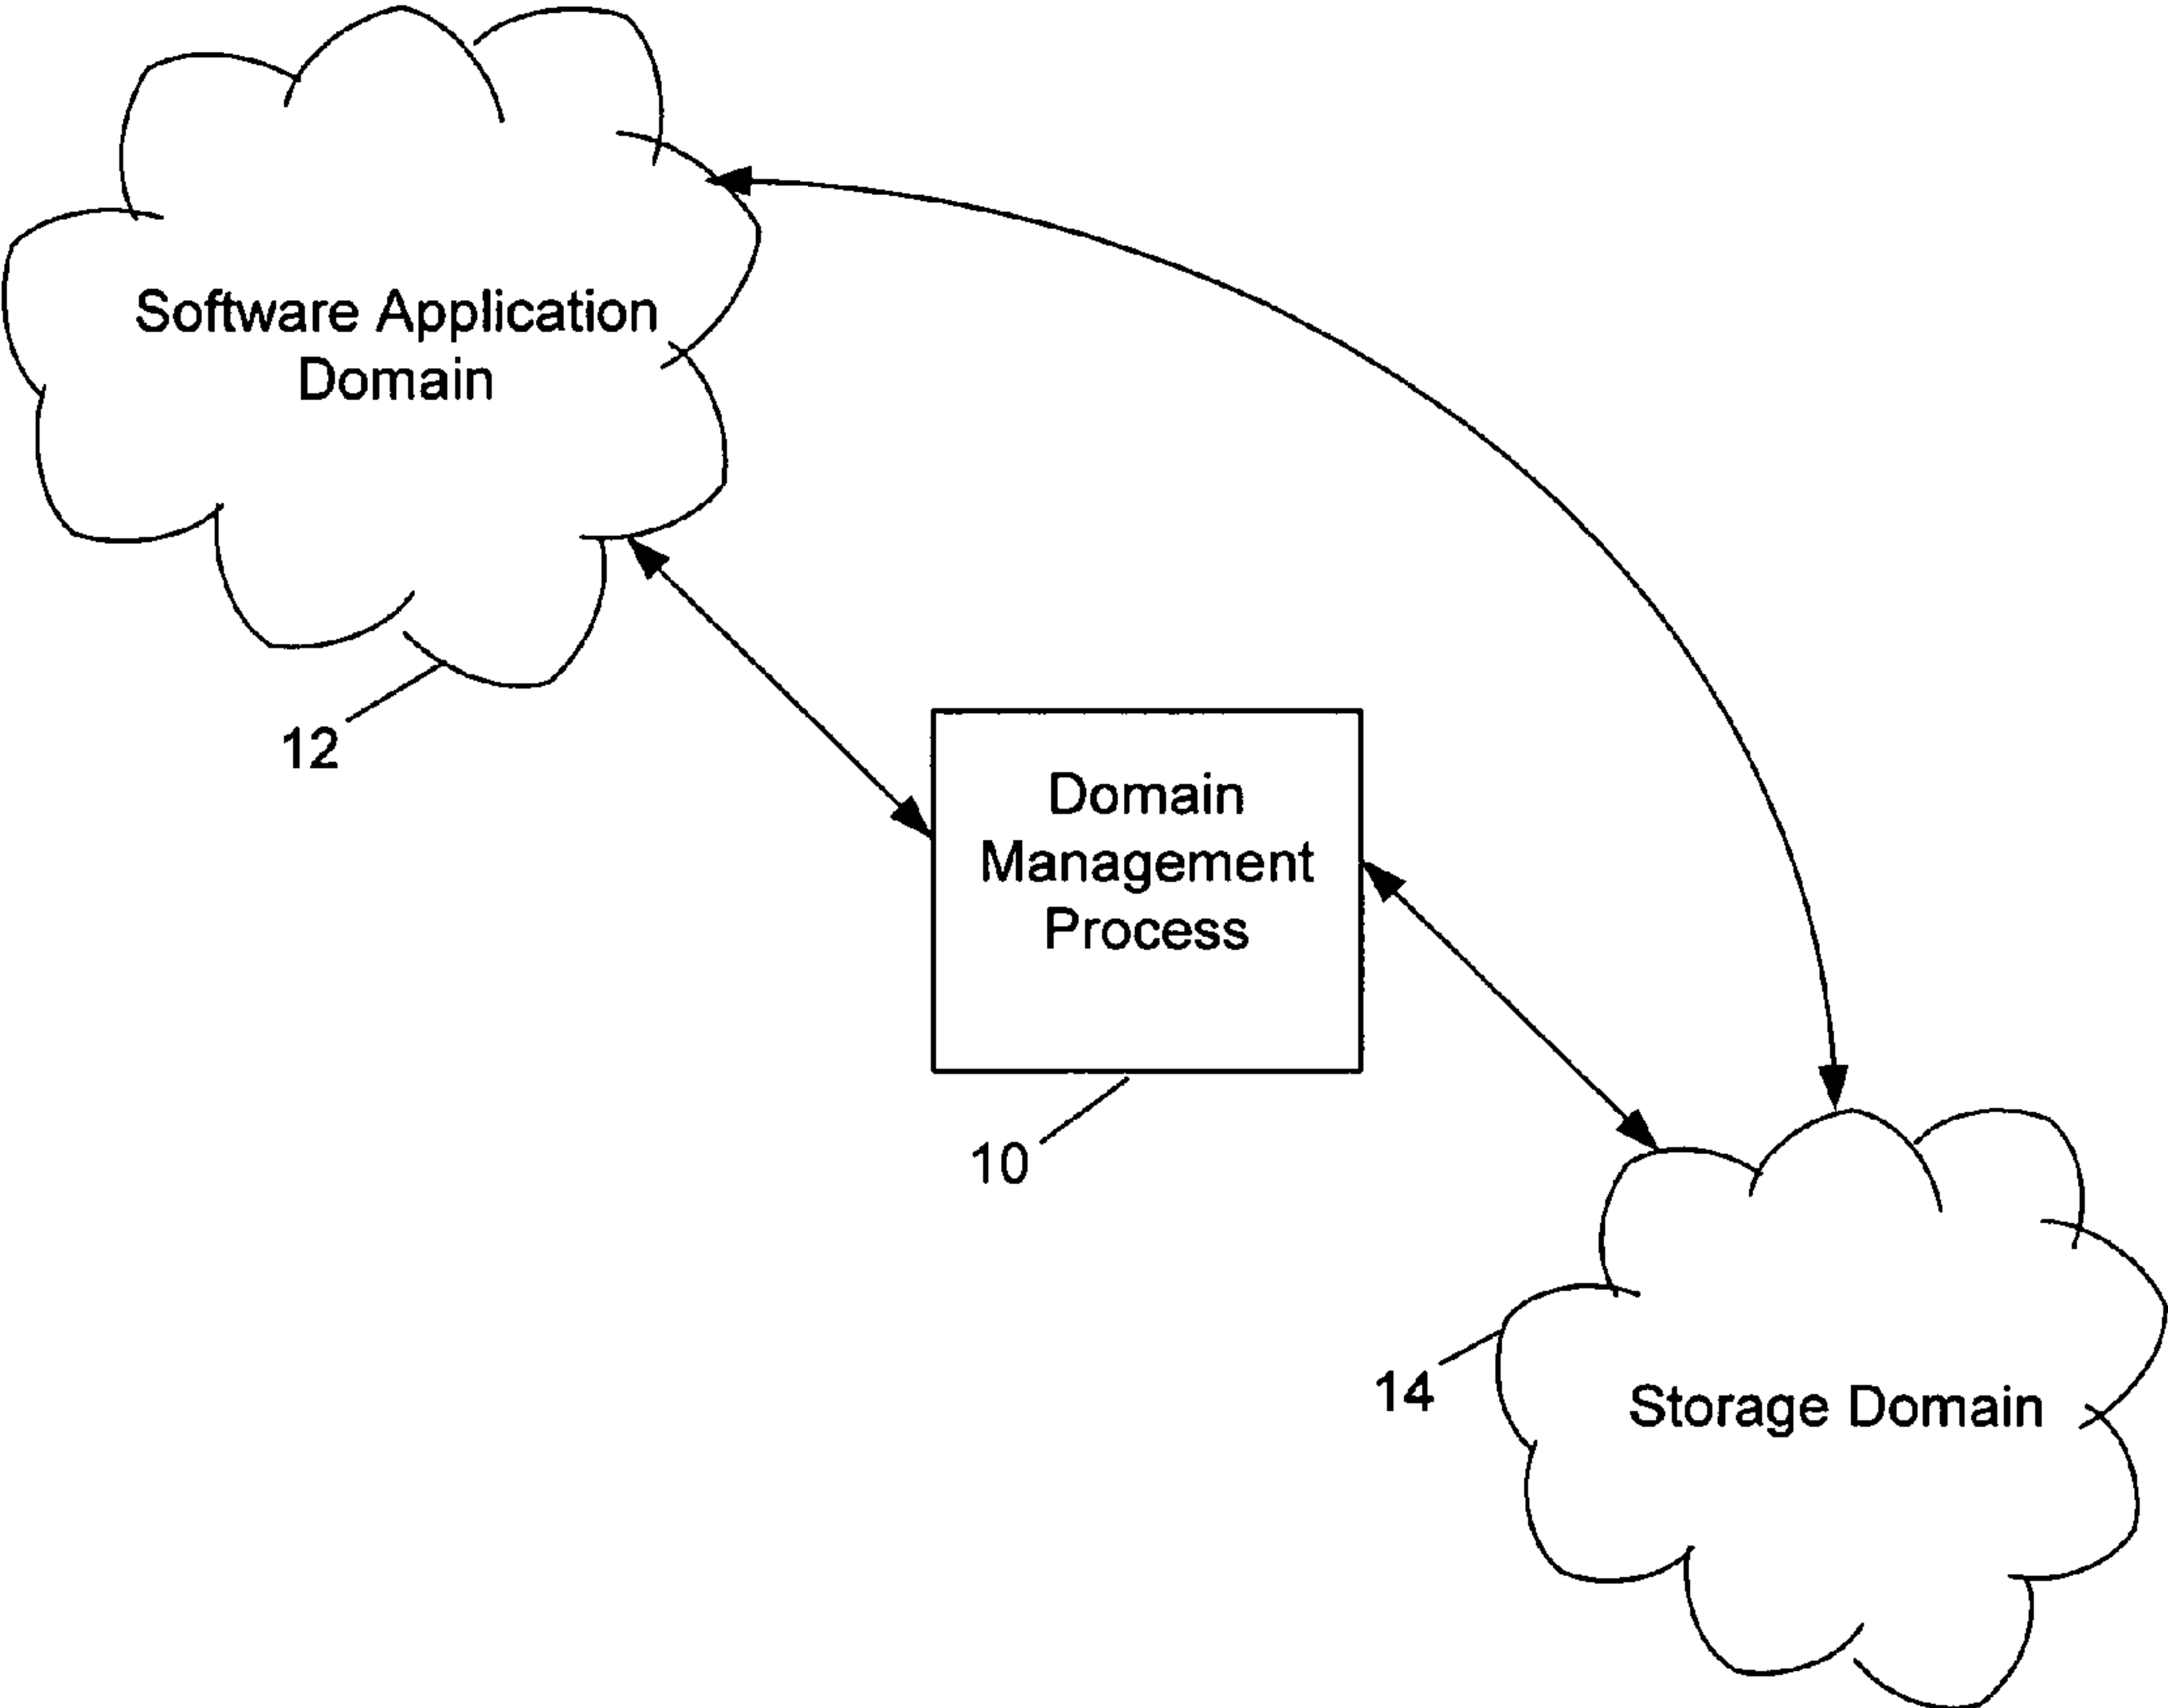 Software Application
Domain
12
Domain
Management
Process
10
14
Storage Domain